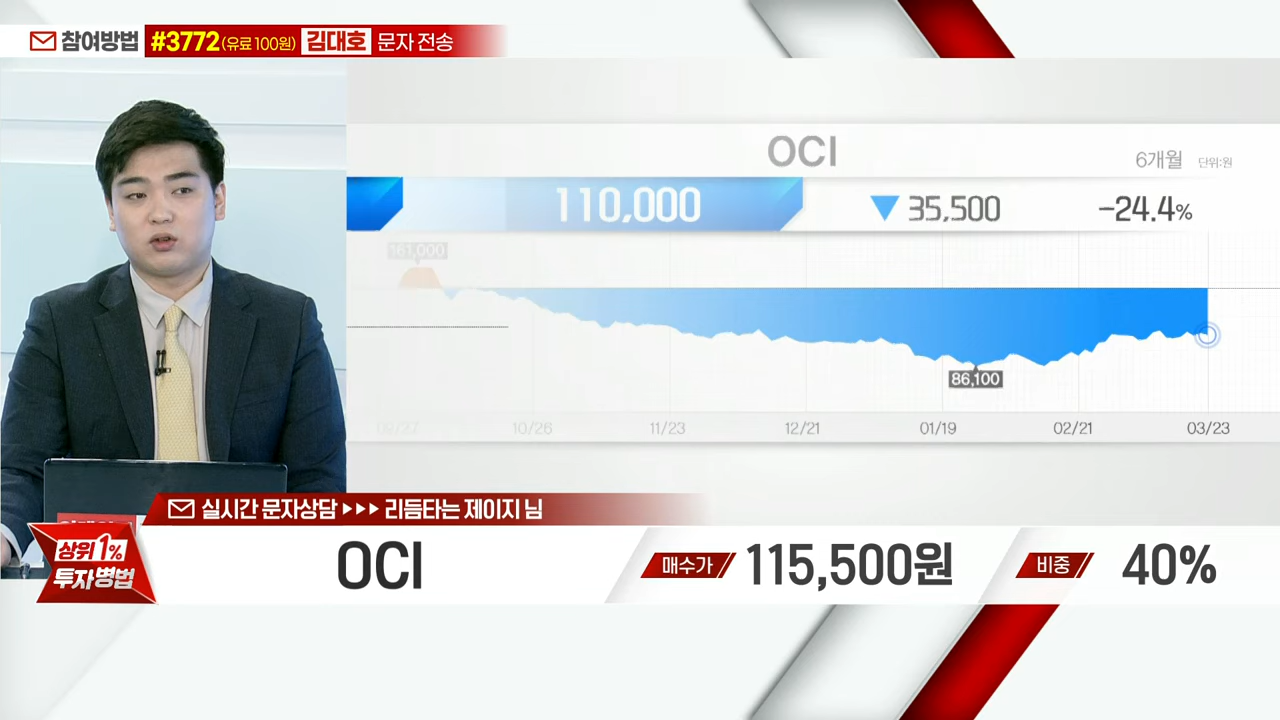 참여방법 #3772(유료 100원) 김대호 문자 전송
OCI
6개월 단위:원
110,000 ▼ 35,500 -24.4%
161,000
86,100
09/27 10/26 11/23 12/21 01/19 02/21 03/23
실시간 문자상담 ▶▶▶ 리듬타는 제이지 님
상위 1%
투자병법
OCI 매수가 115,500원 비중 40%